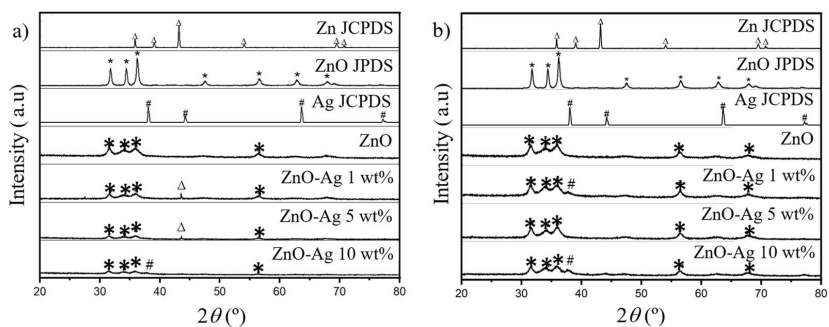 a)
Intensity ( a.u)
Δ Δ Δ Δ Δ Δ
Zn JCPDS
* * * * * * *
ZnO JPDS
# # # #
Ag JCPDS
* * * *
ZnO
* * * Δ *
ZnO-Ag 1 wt%
* * * Δ *
ZnO-Ag 5 wt%
* * * # *
ZnO-Ag 10 wt%
20 30 40 50 60 70 80
2θ (º)
b)
Intensity ( a.u)
Δ Δ Δ Δ Δ Δ
Zn JCPDS
* * * * * * *
ZnO JPDS
# # # #
Ag JCPDS
* * * * *
ZnO
* * * # * *
ZnO-Ag 1 wt%
* * * * *
ZnO-Ag 5 wt%
* * * # * *
ZnO-Ag 10 wt%
20 30 40 50 60 70 80
2θ (º)